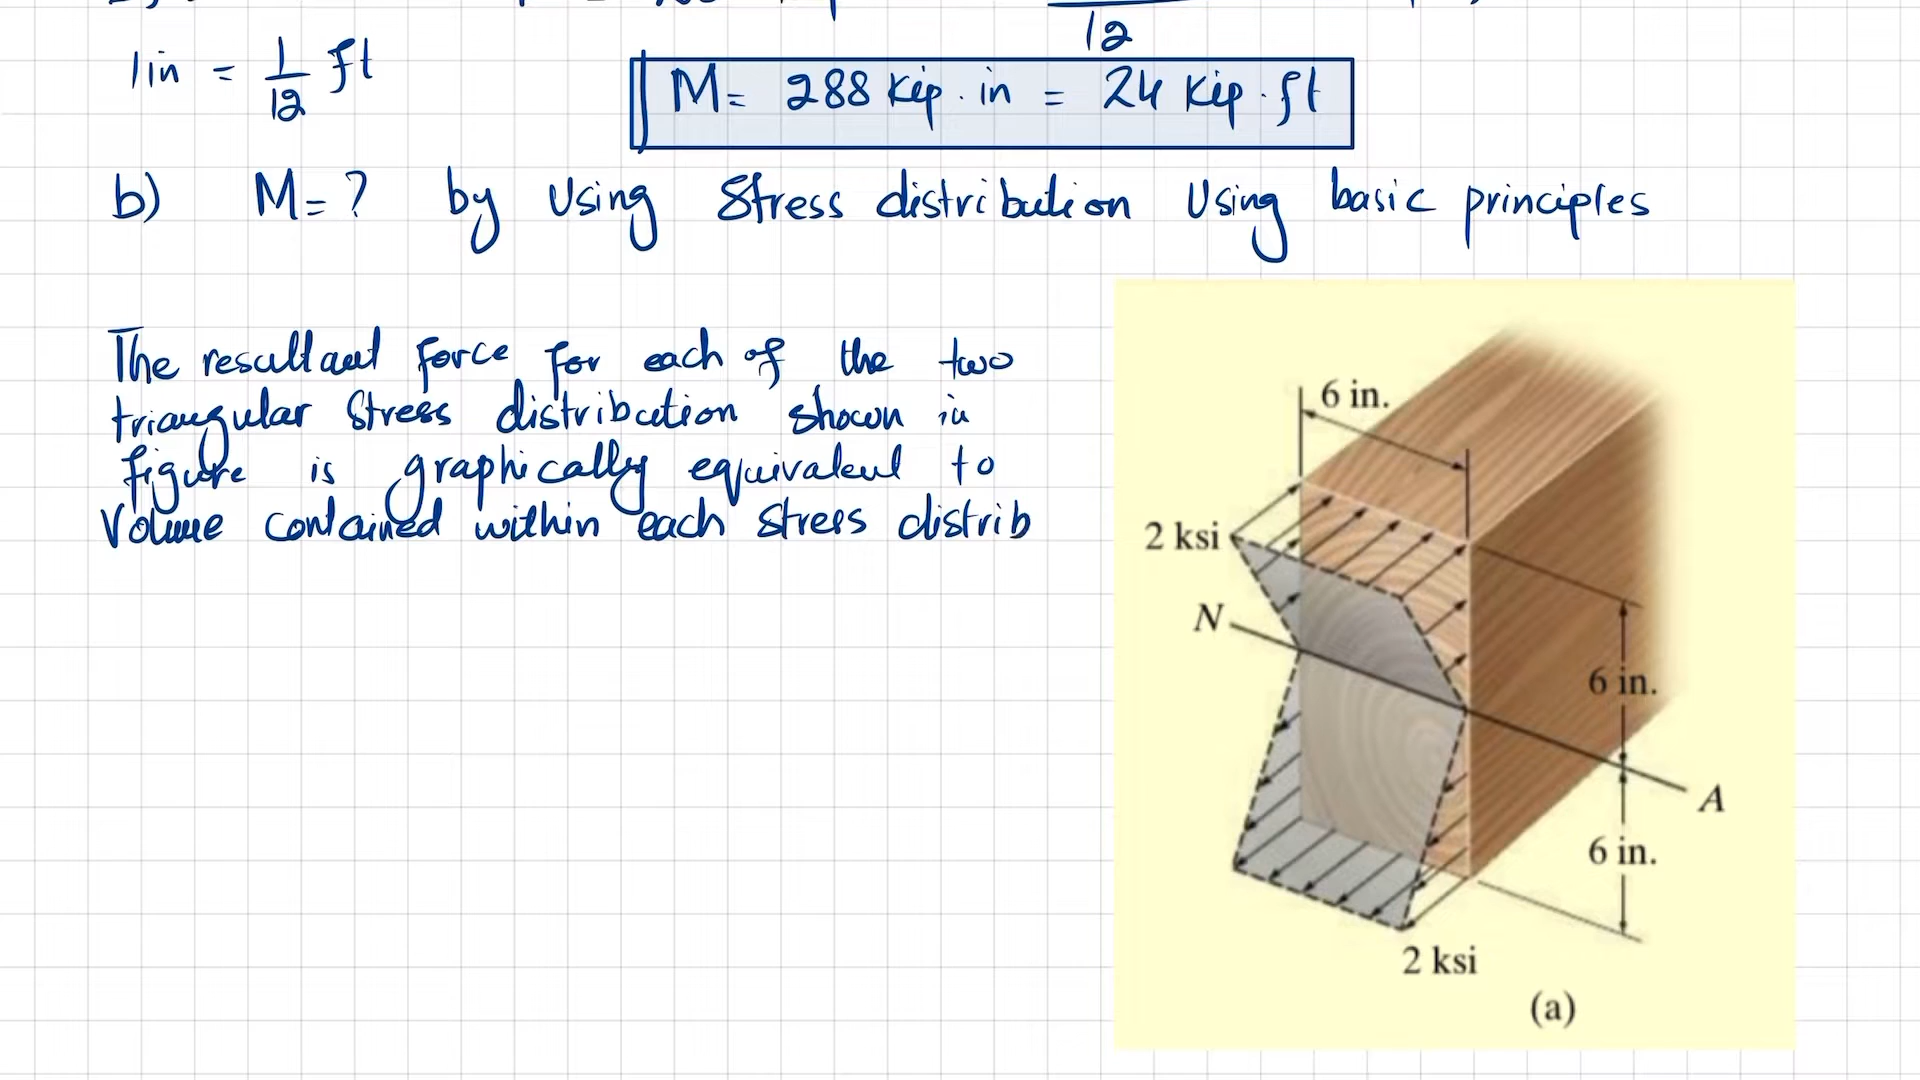 12
1in = 1/12 ft
M = 288 kip.in = 24 kip.ft
b) M=? by Using Stress distribution Using basic principles
The resultant force for each of the two
triangular stress distribution shown in
figure is graphically equivalent to
Volume contained within each stress distrib
6 in.
2 ksi
N
6 in.
A
6 in.
2 ksi
(a)